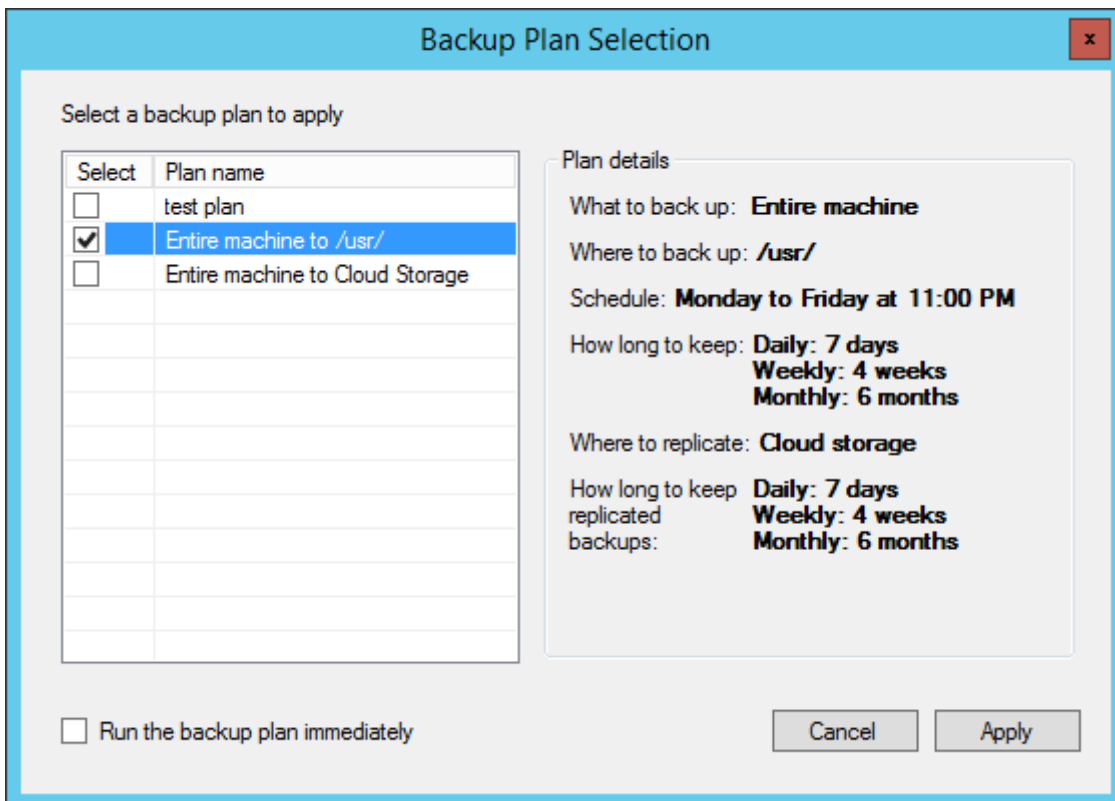 Backup Plan Selection
x
Select a backup plan to apply
Select Plan name
test plan
Entire machine to /usr/
Entire machine to Cloud Storage
Plan details
What to back up: Entire machine
Where to back up: /usr/
Schedule: Monday to Friday at 11:00 PM
How long to keep: Daily: 7 days
Weekly: 4 weeks
Monthly: 6 months
Where to replicate: Cloud storage
How long to keep Daily: 7 days
replicated Weekly: 4 weeks
backups: Monthly: 6 months
Run the backup plan immediately
Cancel Apply